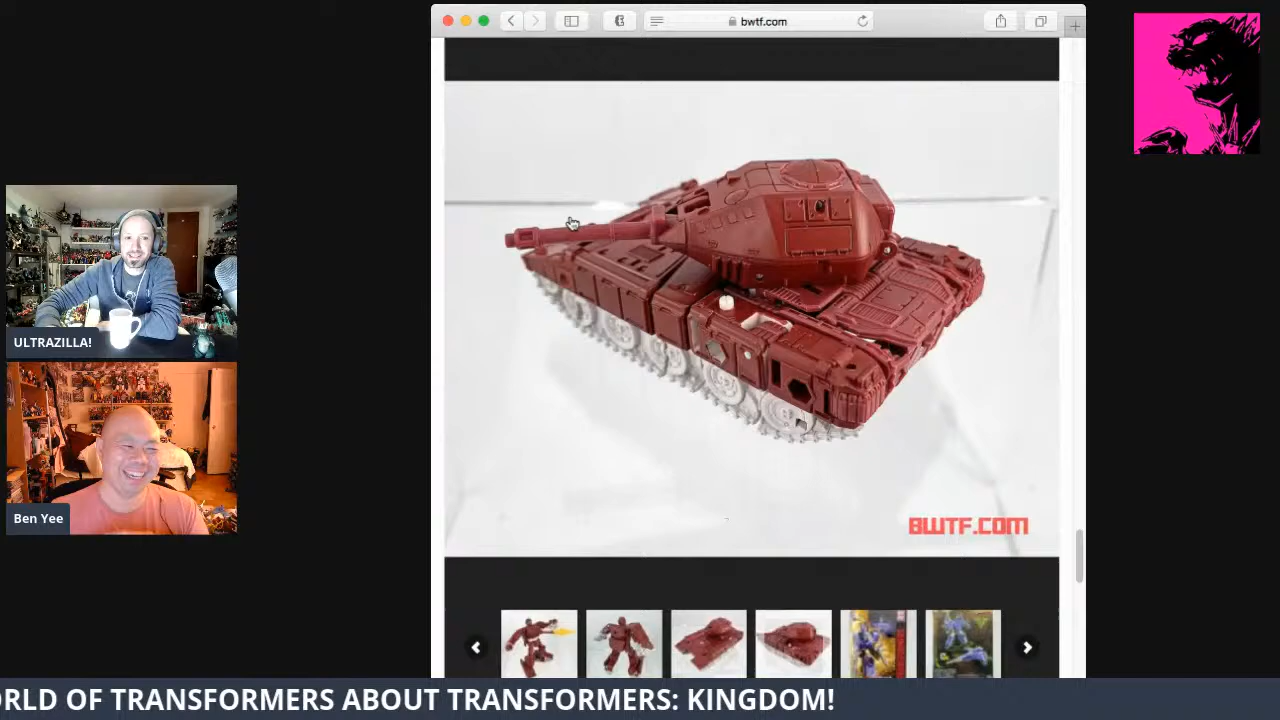 bwtf.com
ULTRAZILLA!
Ben Yee
BWTF.COM
ORLD OF TRANSFORMERS ABOUT TRANSFORMERS: KINGDOM!